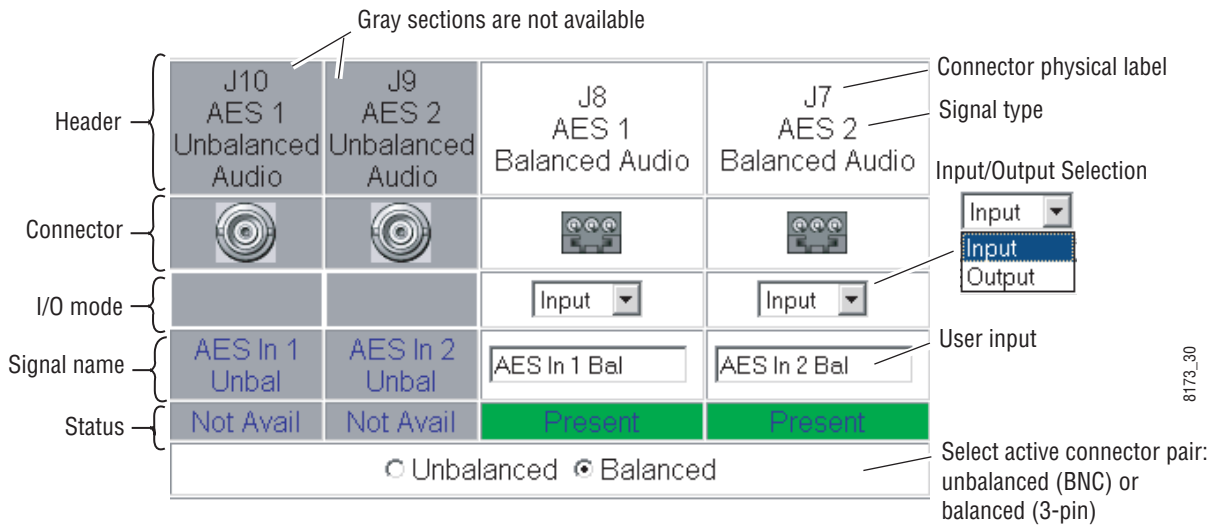 Gray sections are not available
Header
J10
AES 1
Unbalanced
Audio
J9
AES 2
Unbalanced
Audio
J8
AES 1
Balanced Audio
J7
AES 2
Balanced Audio
Connector physical label
Signal type
Input/Output Selection
Input
Input
Output
Connector
I/O mode
Input
Input
Signal name
AES In 1
Unbal
AES In 2
Unbal
AES In 1 Bal
AES In 2 Bal
User input
Status
Not Avail
Not Avail
Present
Present
Unbalanced
Balanced
Select active connector pair:
unbalanced (BNC) or
balanced (3-pin)
8173_30